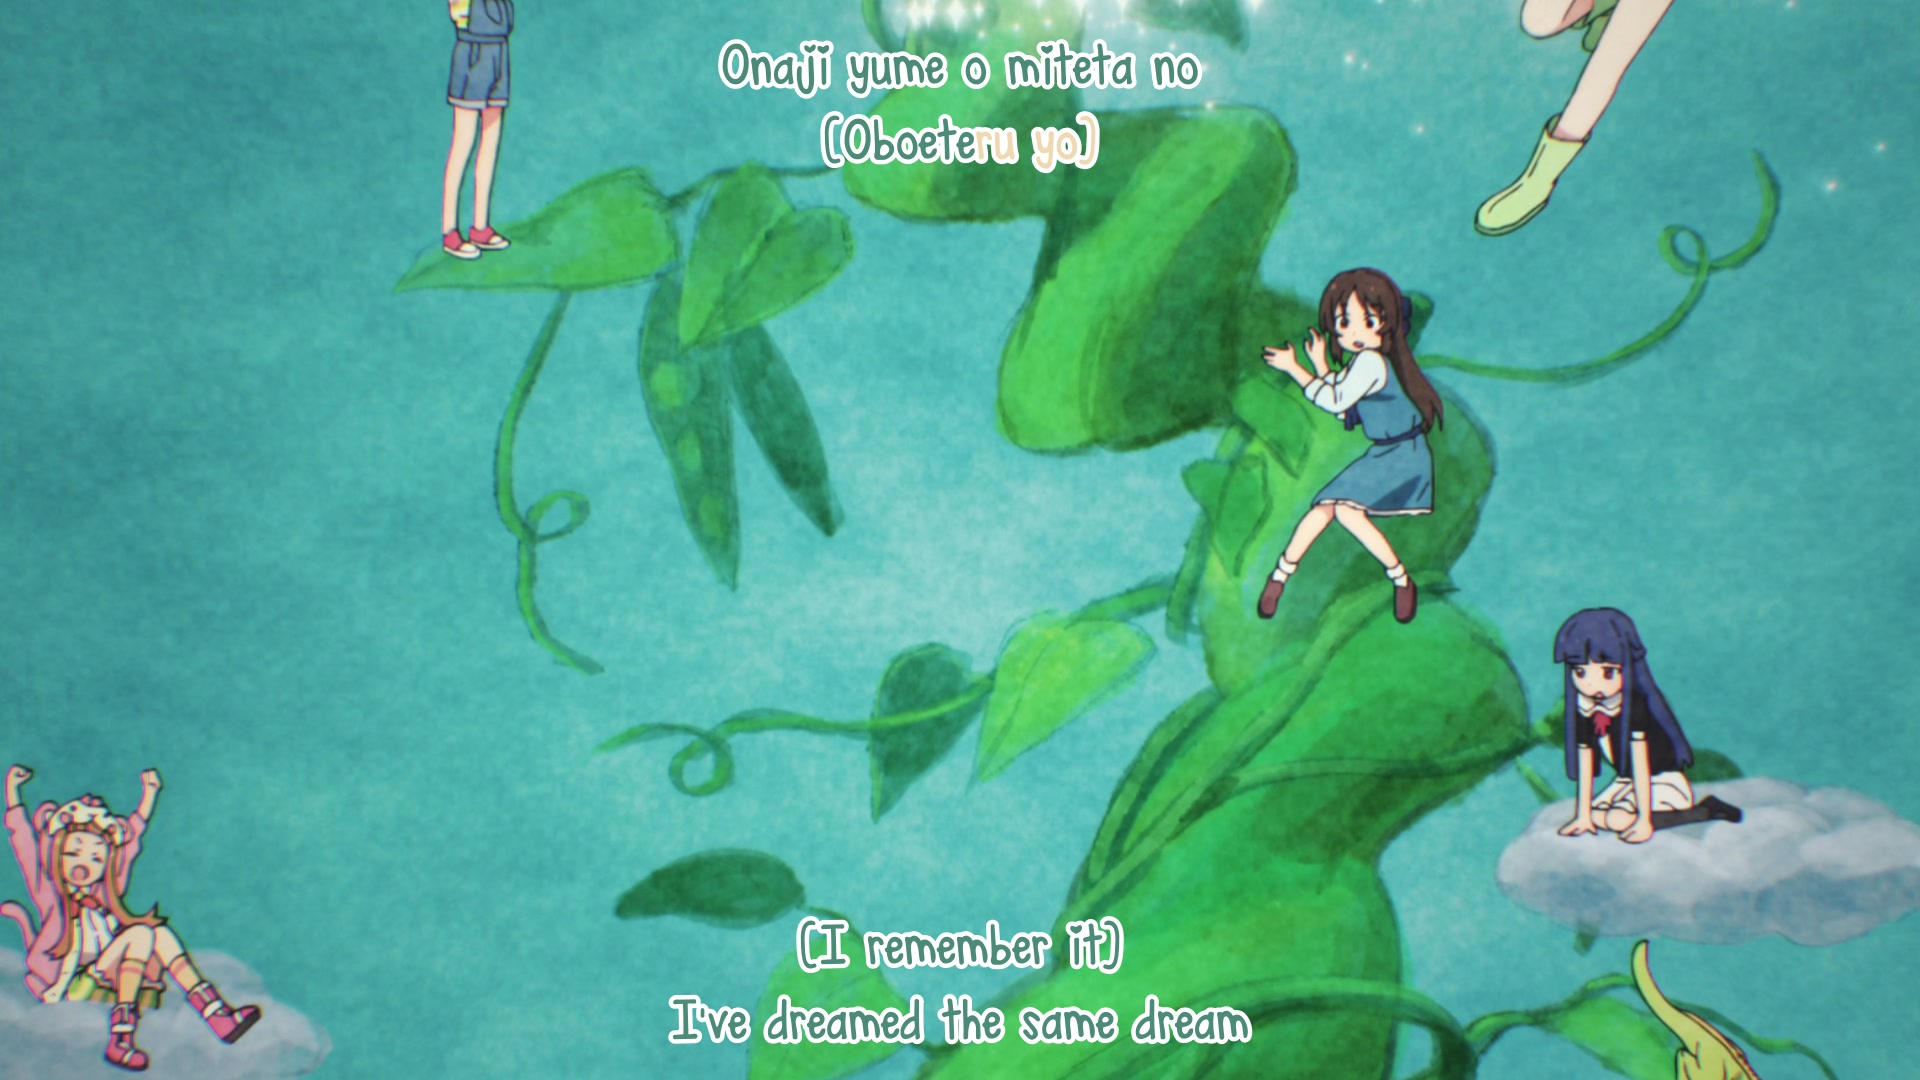 Onaji yume o miteta no
(Oboeteru yo)
(I remember it)
I've dreamed the same dream